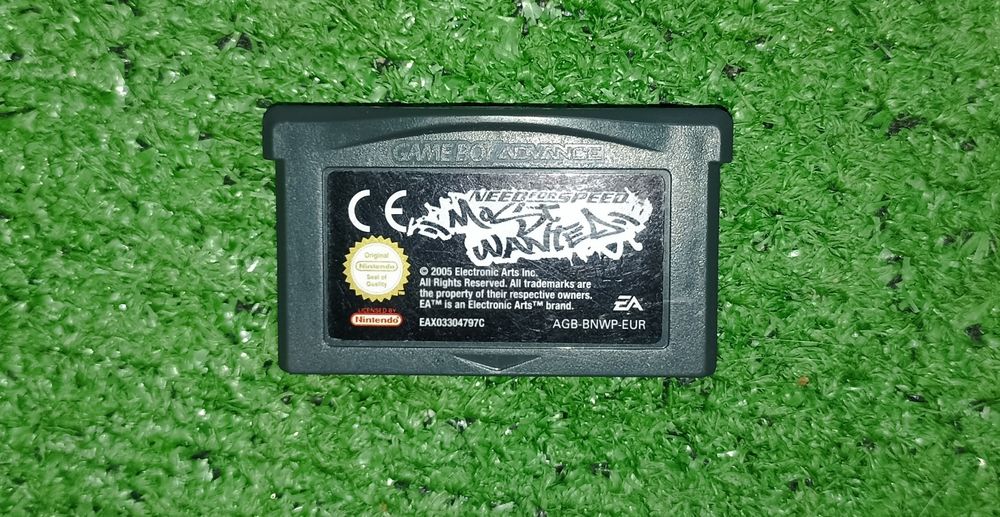 GAME BOY ADVANCE
CE
NEED FOR SPEED
MOST
WANTED
Original
Nintendo
Seal of
Quality
© 2005 Electronic Arts Inc.
All Rights Reserved. All trademarks are
the property of their respective owners.
EA™ is an Electronic Arts™ brand.
EA
LICENSED BY
Nintendo
EAX03304797C
AGB-BNWP-EUR